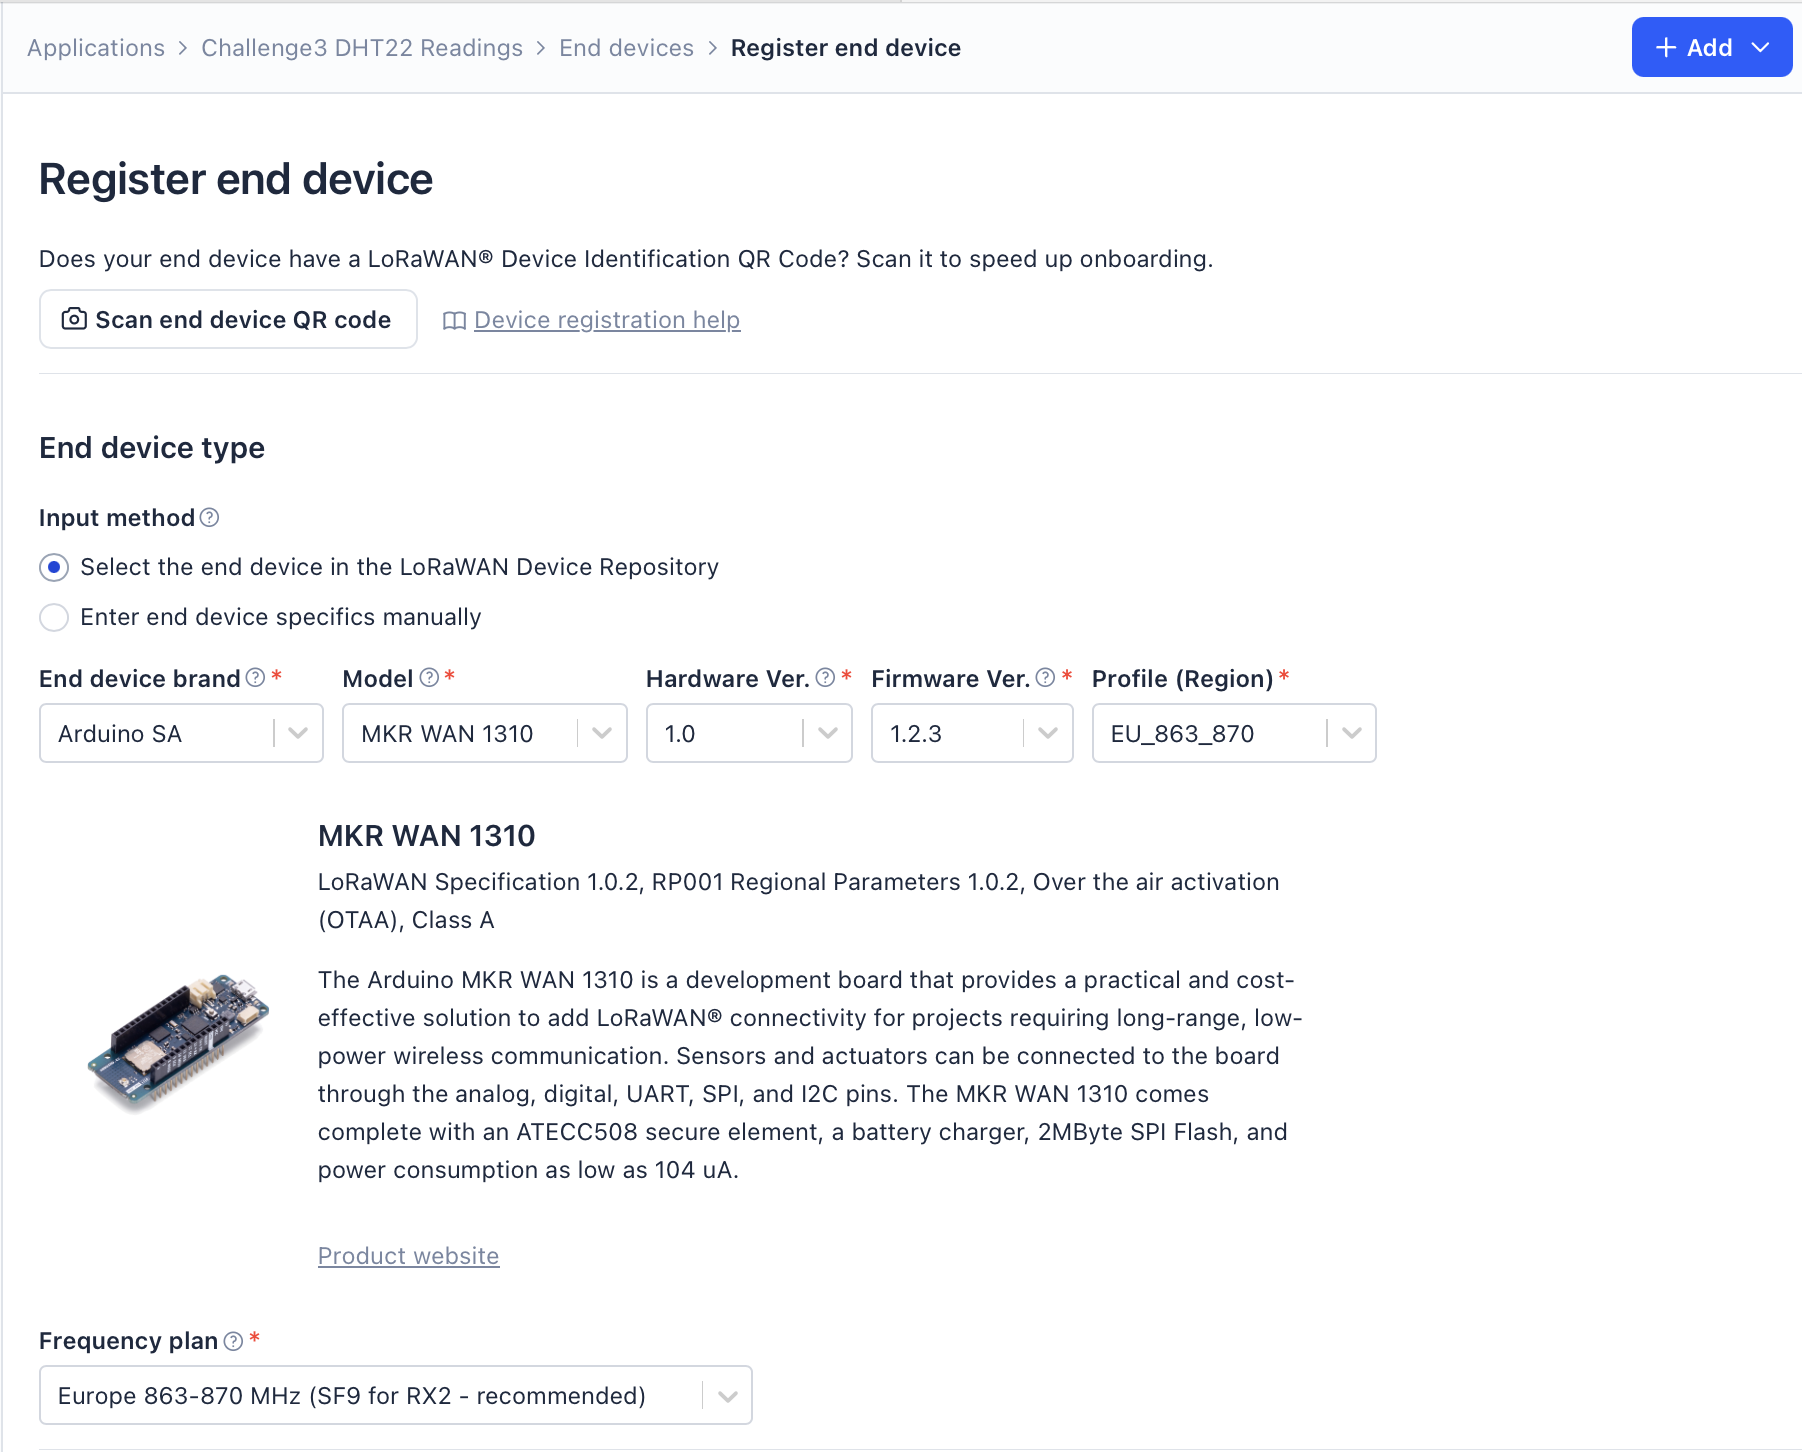 Applications > Challenge3 DHT22 Readings > End devices > Register end device
+ Add
Register end device
Does your end device have a LoRaWAN® Device Identification QR Code? Scan it to speed up onboarding.
Scan end device QR code Device registration help
End device type
Input method ?
Select the end device in the LoRaWAN Device Repository
Enter end device specifics manually
End device brand ? * Model ? * Hardware Ver. ? * Firmware Ver. ? * Profile (Region) *
Arduino SA MKR WAN 1310 1.0 1.2.3 EU_863_870
MKR WAN 1310
LoRaWAN Specification 1.0.2, RP001 Regional Parameters 1.0.2, Over the air activation
(OTAA), Class A
The Arduino MKR WAN 1310 is a development board that provides a practical and cost-
effective solution to add LoRaWAN® connectivity for projects requiring long-range, low-
power wireless communication. Sensors and actuators can be connected to the board
through the analog, digital, UART, SPI, and I2C pins. The MKR WAN 1310 comes
complete with an ATECC508 secure element, a battery charger, 2MByte SPI Flash, and
power consumption as low as 104 uA.
Product website
Frequency plan ? *
Europe 863-870 MHz (SF9 for RX2 - recommended)